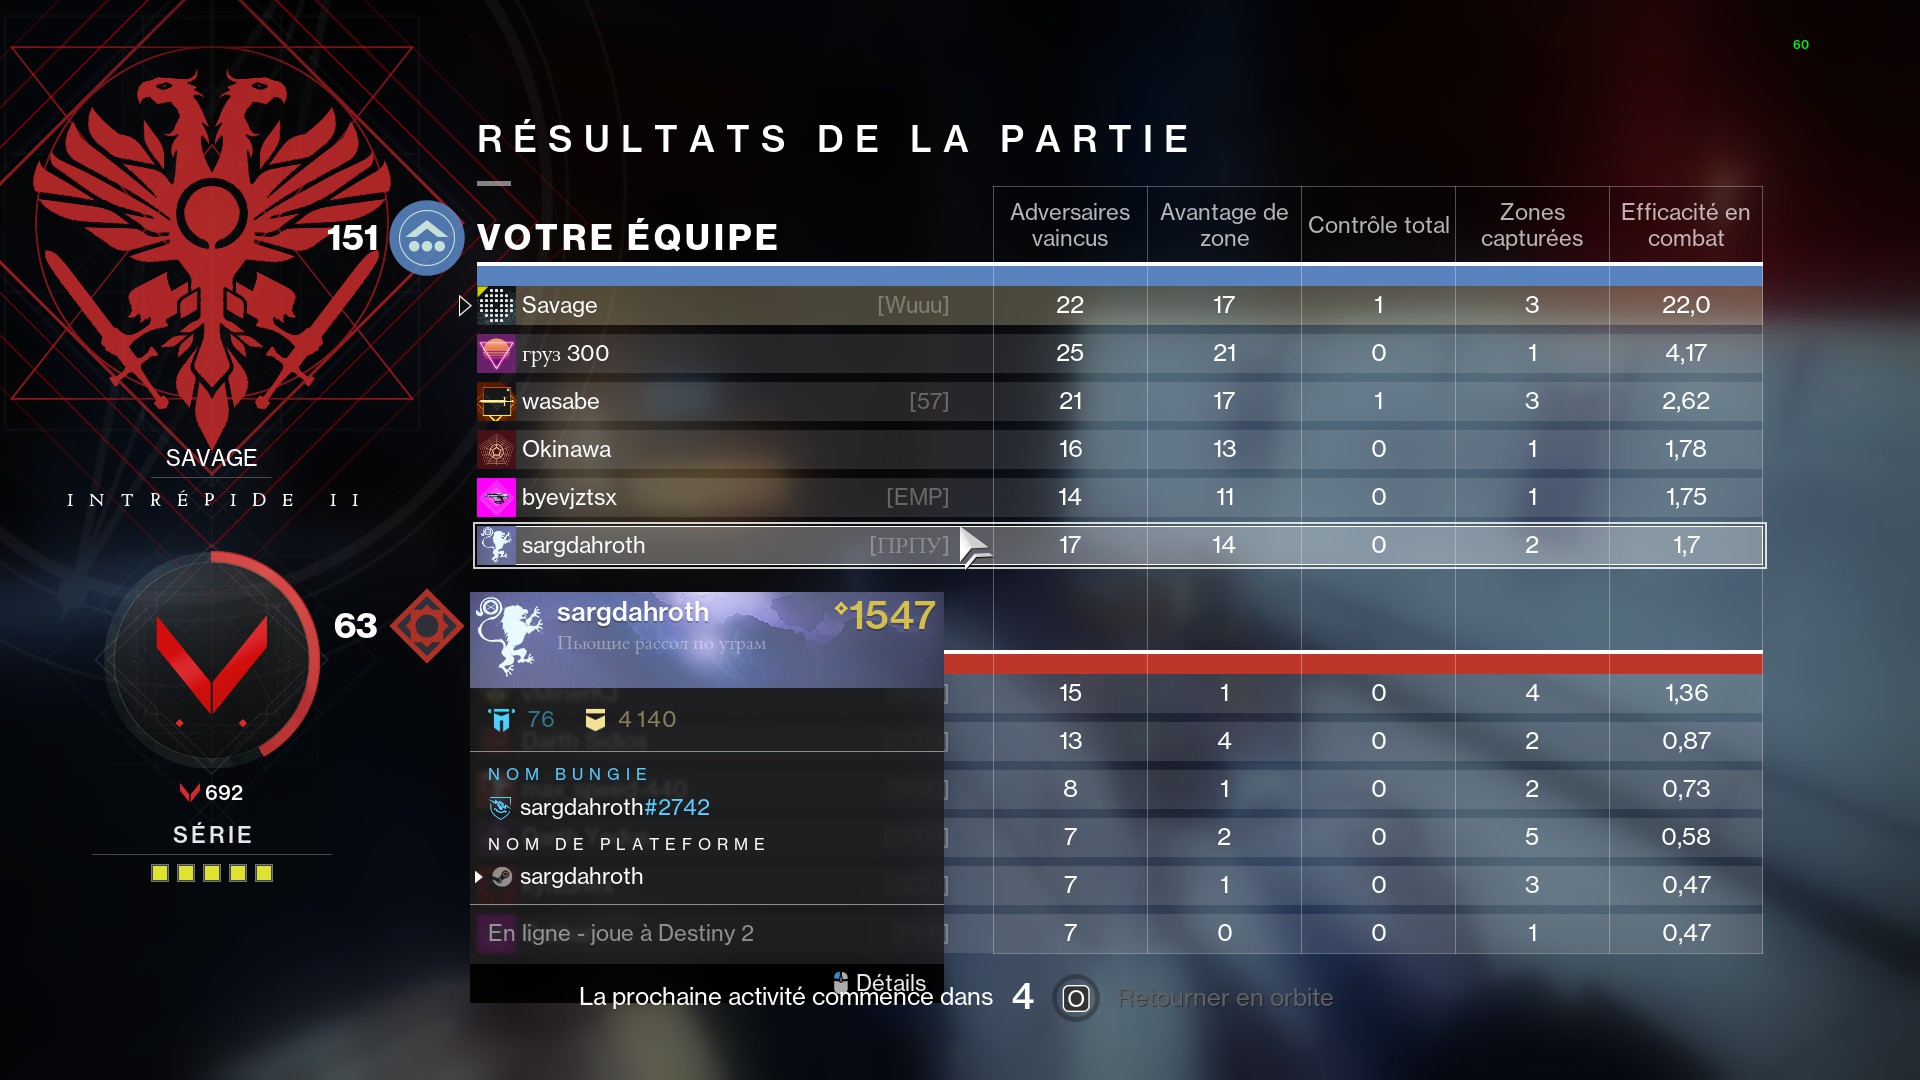 60
RÉSULTATS DE LA PARTIE
151
VOTRE ÉQUIPE
Adversaires vaincus
Avantage de zone
Contrôle total
Zones capturées
Efficacité en combat
Savage [Wuuu] 22 17 1 3 22,0
груз 300 25 21 0 1 4,17
wasabe [57] 21 17 1 3 2,62
Okinawa 16 13 0 1 1,78
byevjztsx [EMP] 14 11 0 1 1,75
sargdahroth [ПРПУ] 17 14 0 2 1,7
SAVAGE
INTRÉPIDE II
692
SÉRIE
63
sargdahroth 1547
Пьющие рассол по утрам
76 4 140
NOM BUNGIE
sargdahroth#2742
NOM DE PLATEFORME
sargdahroth
En ligne - joue à Destiny 2
Détails
15 1 0 4 1,36
13 4 0 2 0,87
8 1 0 2 0,73
7 2 0 5 0,58
7 1 0 3 0,47
7 0 0 1 0,47
La prochaine activité commence dans 4 O Retourner en orbite